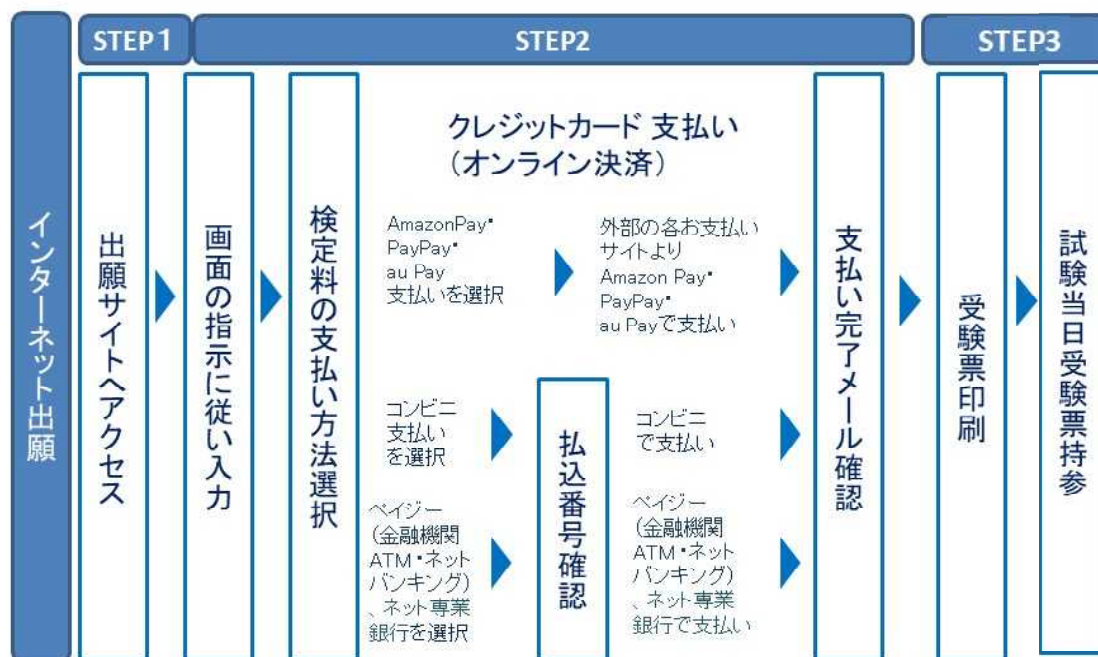 STEP1
STEP2
STEP3
インターネット出願
出願サイトへアクセス
画面の指示に従い入力
検定料の支払い方法選択
クレジットカード 支払い
(オンライン決済)
AmazonPay・
PayPay・
au Pay
支払いを選択
外部の各お支払い
サイトより
Amazon Pay・
PayPay・
au Payで支払い
コンビニ
支払い
を選択
払込番号確認
コンビニ
で支払い
ペイジー
(金融機関
ATM・ネット
バンキング)
、ネット専業
銀行を選択
ペイジー
(金融機関
ATM・ネット
バンキング)
、ネット専業
銀行で支払い
支払い完了メール確認
受験票印刷
試験当日受験票持参